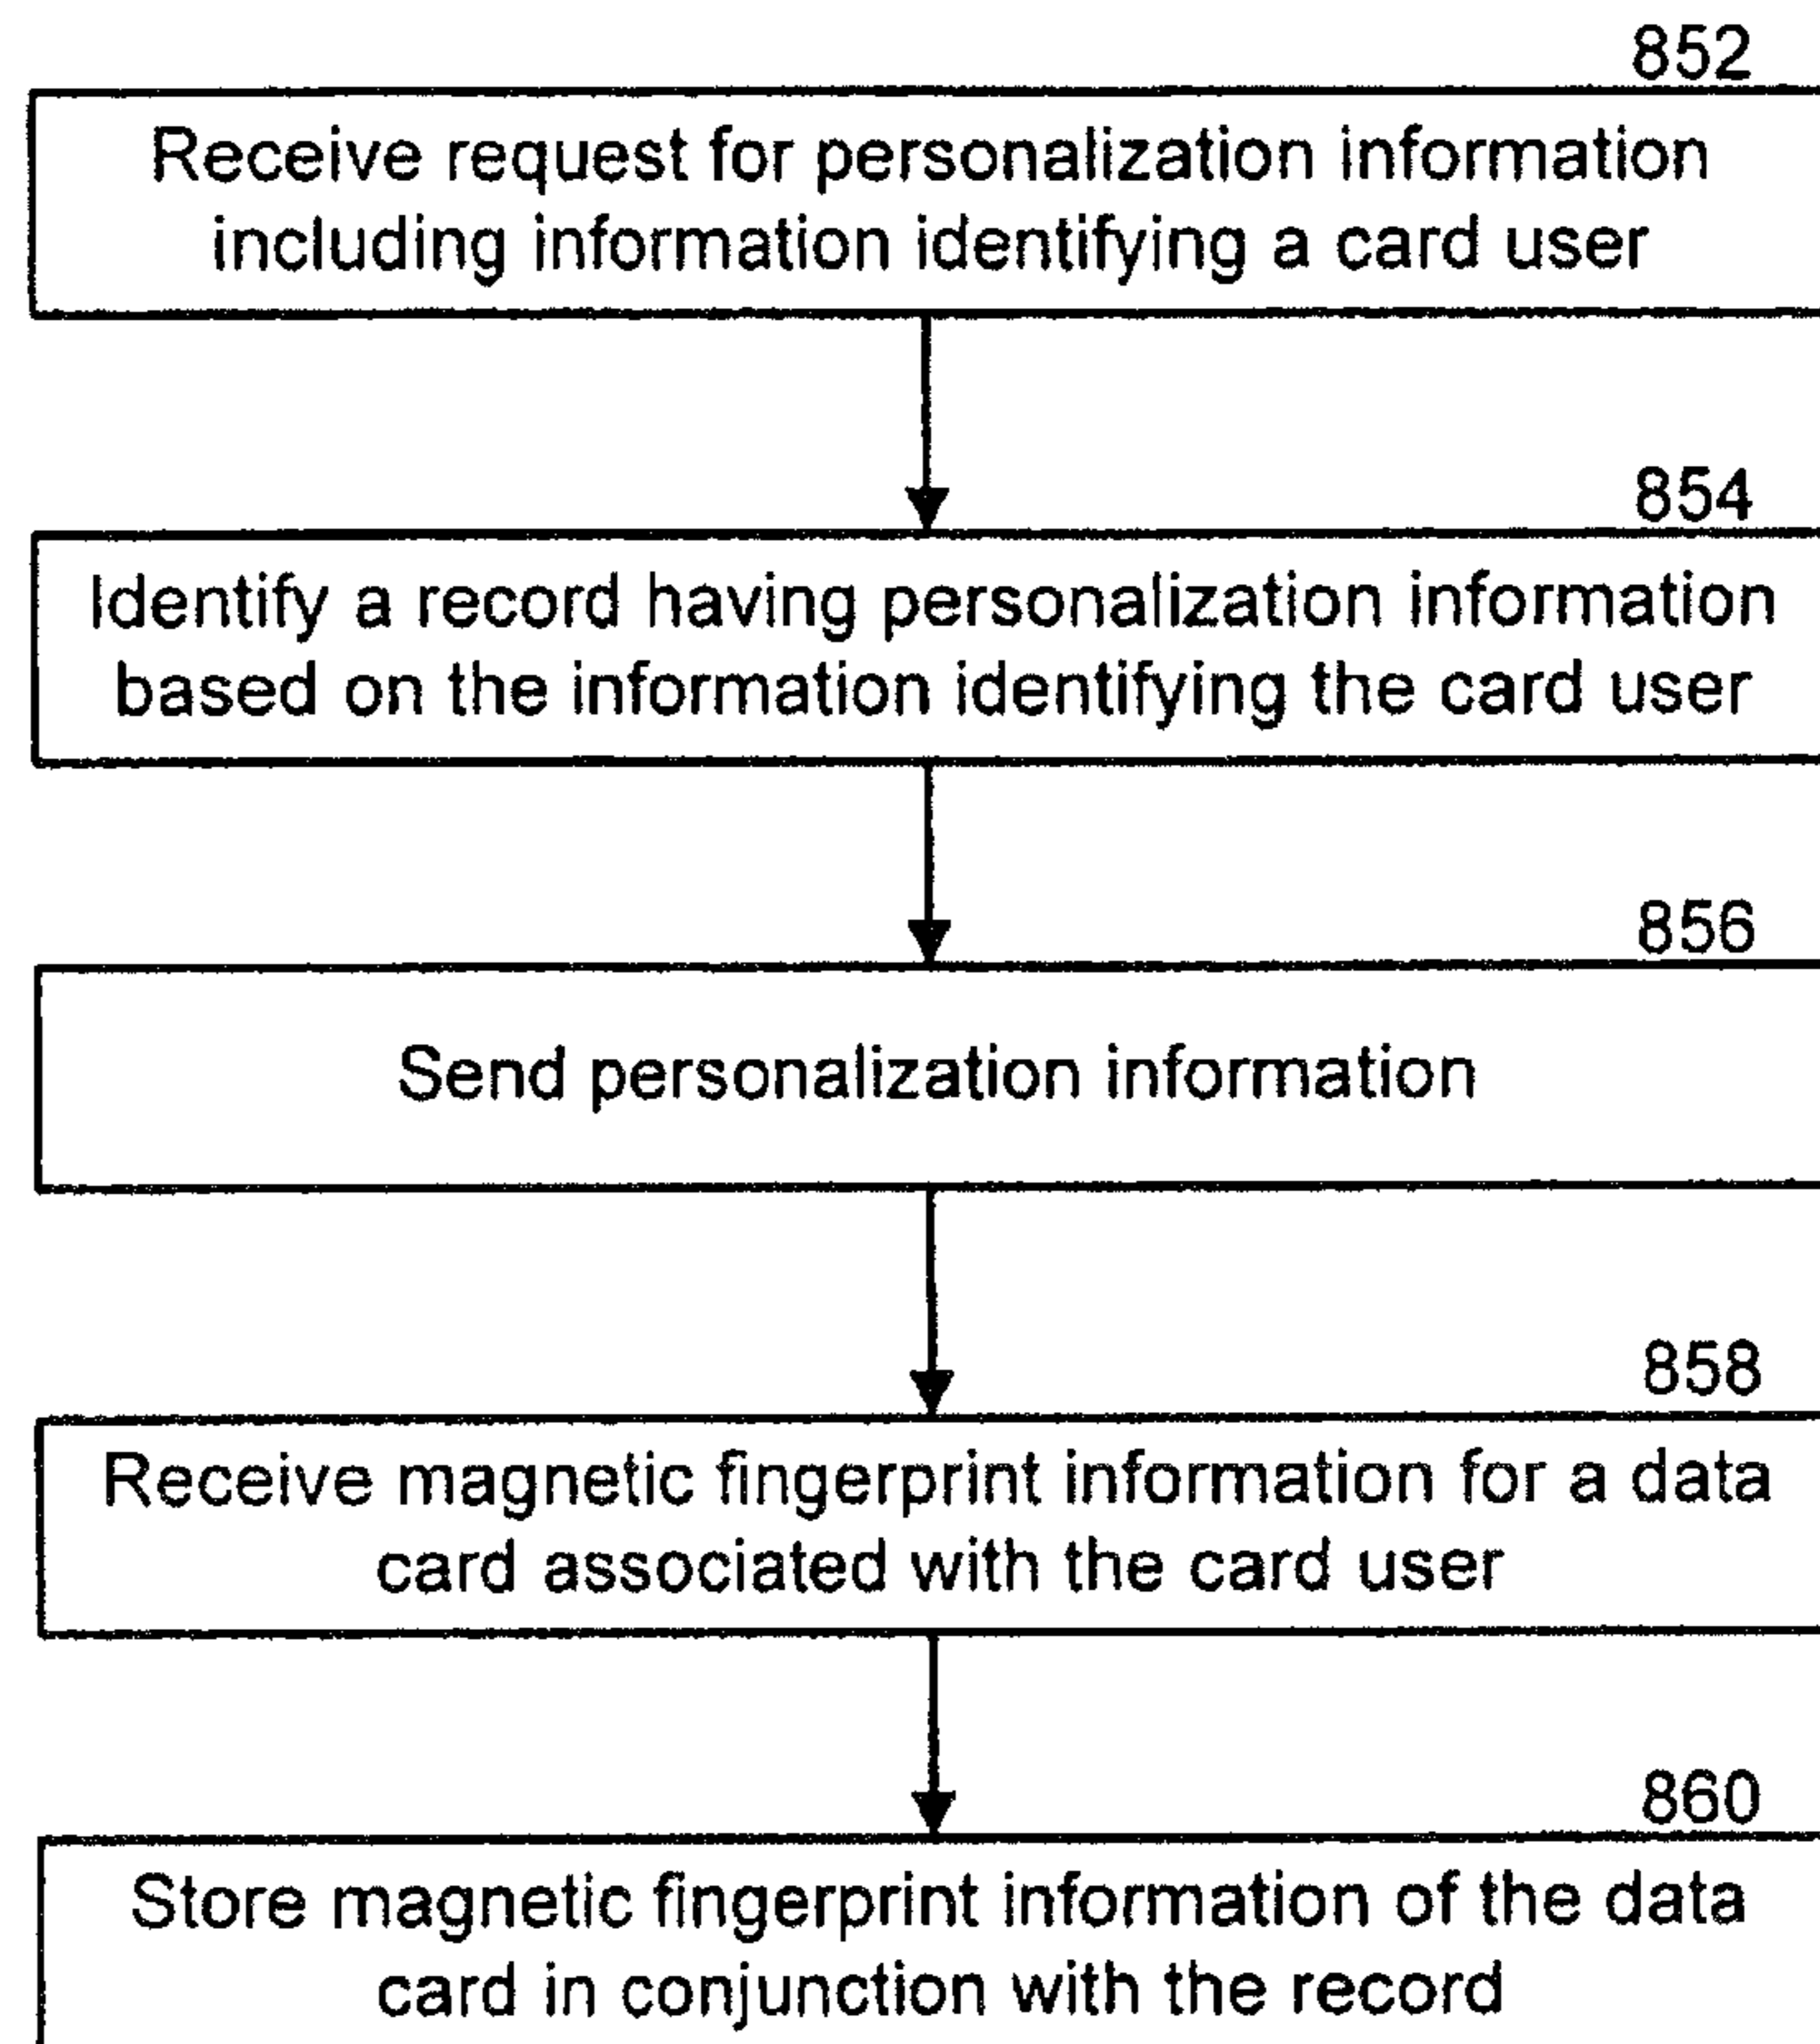 852
Receive request for personalization information
including information identifying a card user
854
Identify a record having personalization information
based on the information identifying the card user
856
Send personalization information
858
Receive magnetic fingerprint information for a data
card associated with the card user
860
Store magnetic fingerprint information of the data
card in conjunction with the record